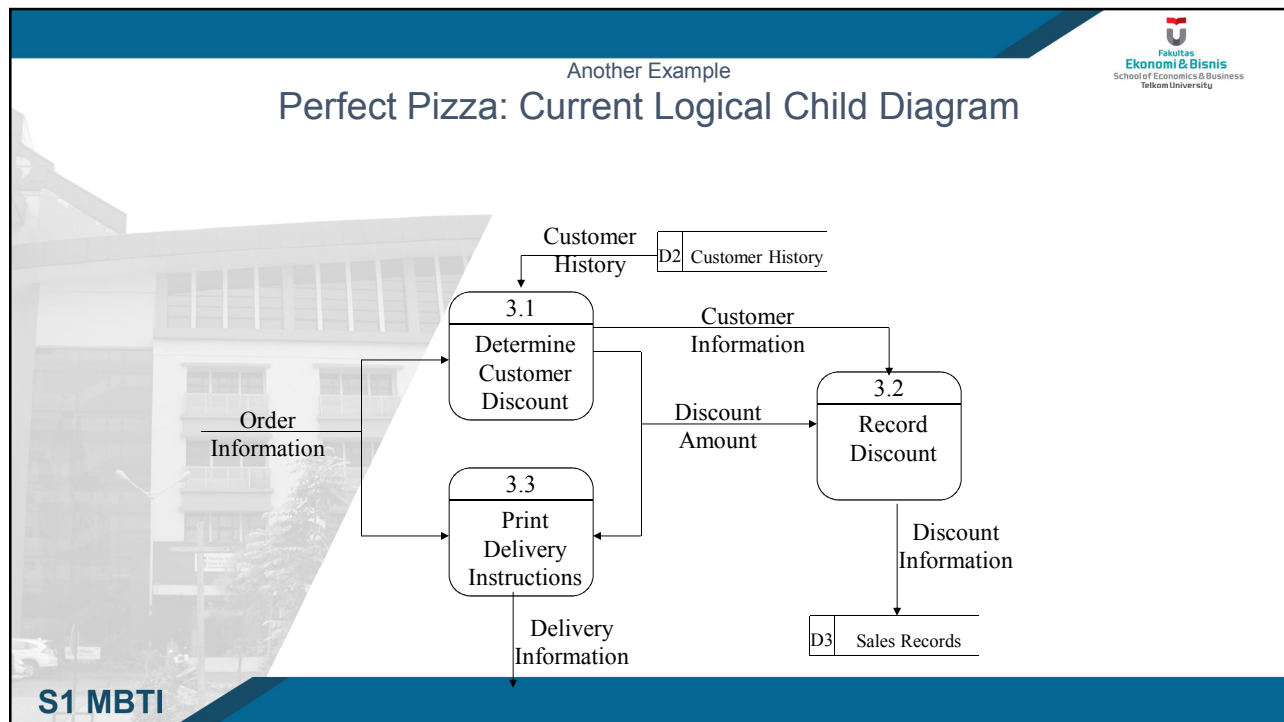 Another Example
Perfect Pizza: Current Logical Child Diagram
Fakultas
Ekonomi & Bisnis
School of Economics & Business
Telkom University
Customer
History
D2 Customer History
3.1
Determine
Customer
Discount
Customer
Information
3.2
Record
Discount
Order
Information
Discount
Amount
3.3
Print
Delivery
Instructions
Discount
Information
Delivery
Information
D3 Sales Records
S1 MBTI